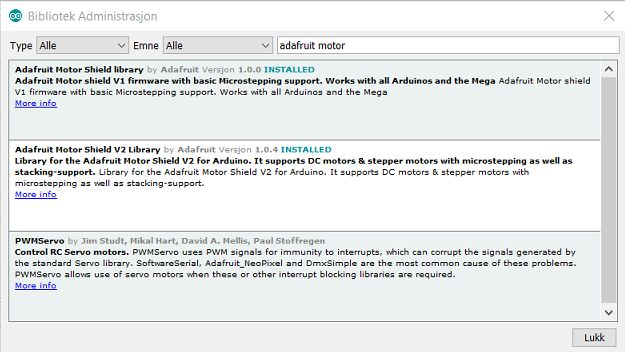 Bibliotek Administrasjon
Type Alle Emne Alle adafruit motor
Adafruit Motor Shield library by Adafruit Versjon 1.0.0 INSTALLED
Adafruit Motor shield V1 firmware with basic Microstepping support. Works with all Arduinos and the Mega Adafruit Motor shield
V1 firmware with basic Microstepping support. Works with all Arduinos and the Mega
More info
Adafruit Motor Shield V2 Library by Adafruit Versjon 1.0.4 INSTALLED
Library for the Adafruit Motor Shield V2 for Arduino. It supports DC motors & stepper motors with microstepping as well as
stacking-support. Library for the Adafruit Motor Shield V2 for Arduino. It supports DC motors & stepper motors with
microstepping as well as stacking-support.
More info
PWMServo by Jim Studt, Mikal Hart, David A. Mellis, Paul Stoffregen
Control RC Servo motors. PWMServo uses PWM signals for immunity to interrupts, which can corrupt the signals generated by
the standard Servo library. SoftwareSerial, Adafruit_NeoPixel and DmxSimple are the most common cause of these problems.
PWMServo allows use of servo motors when these or other interrupt blocking libraries are required.
More info
Lukk